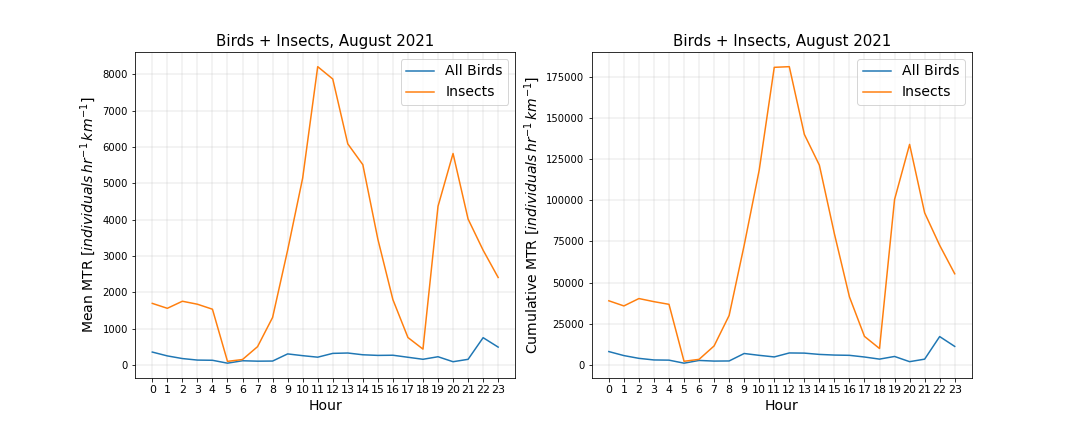 Birds + Insects, August 2021
All Birds
Insects
Mean MTR [individuals hr⁻¹ km⁻¹]
8000
7000
6000
5000
4000
3000
2000
1000
0
0 1 2 3 4 5 6 7 8 9 10 11 12 13 14 15 16 17 18 19 20 21 22 23
Hour
Birds + Insects, August 2021
All Birds
Insects
Cumulative MTR [individuals hr⁻¹ km⁻¹]
175000
150000
125000
100000
75000
50000
25000
0
0 1 2 3 4 5 6 7 8 9 10 11 12 13 14 15 16 17 18 19 20 21 22 23
Hour